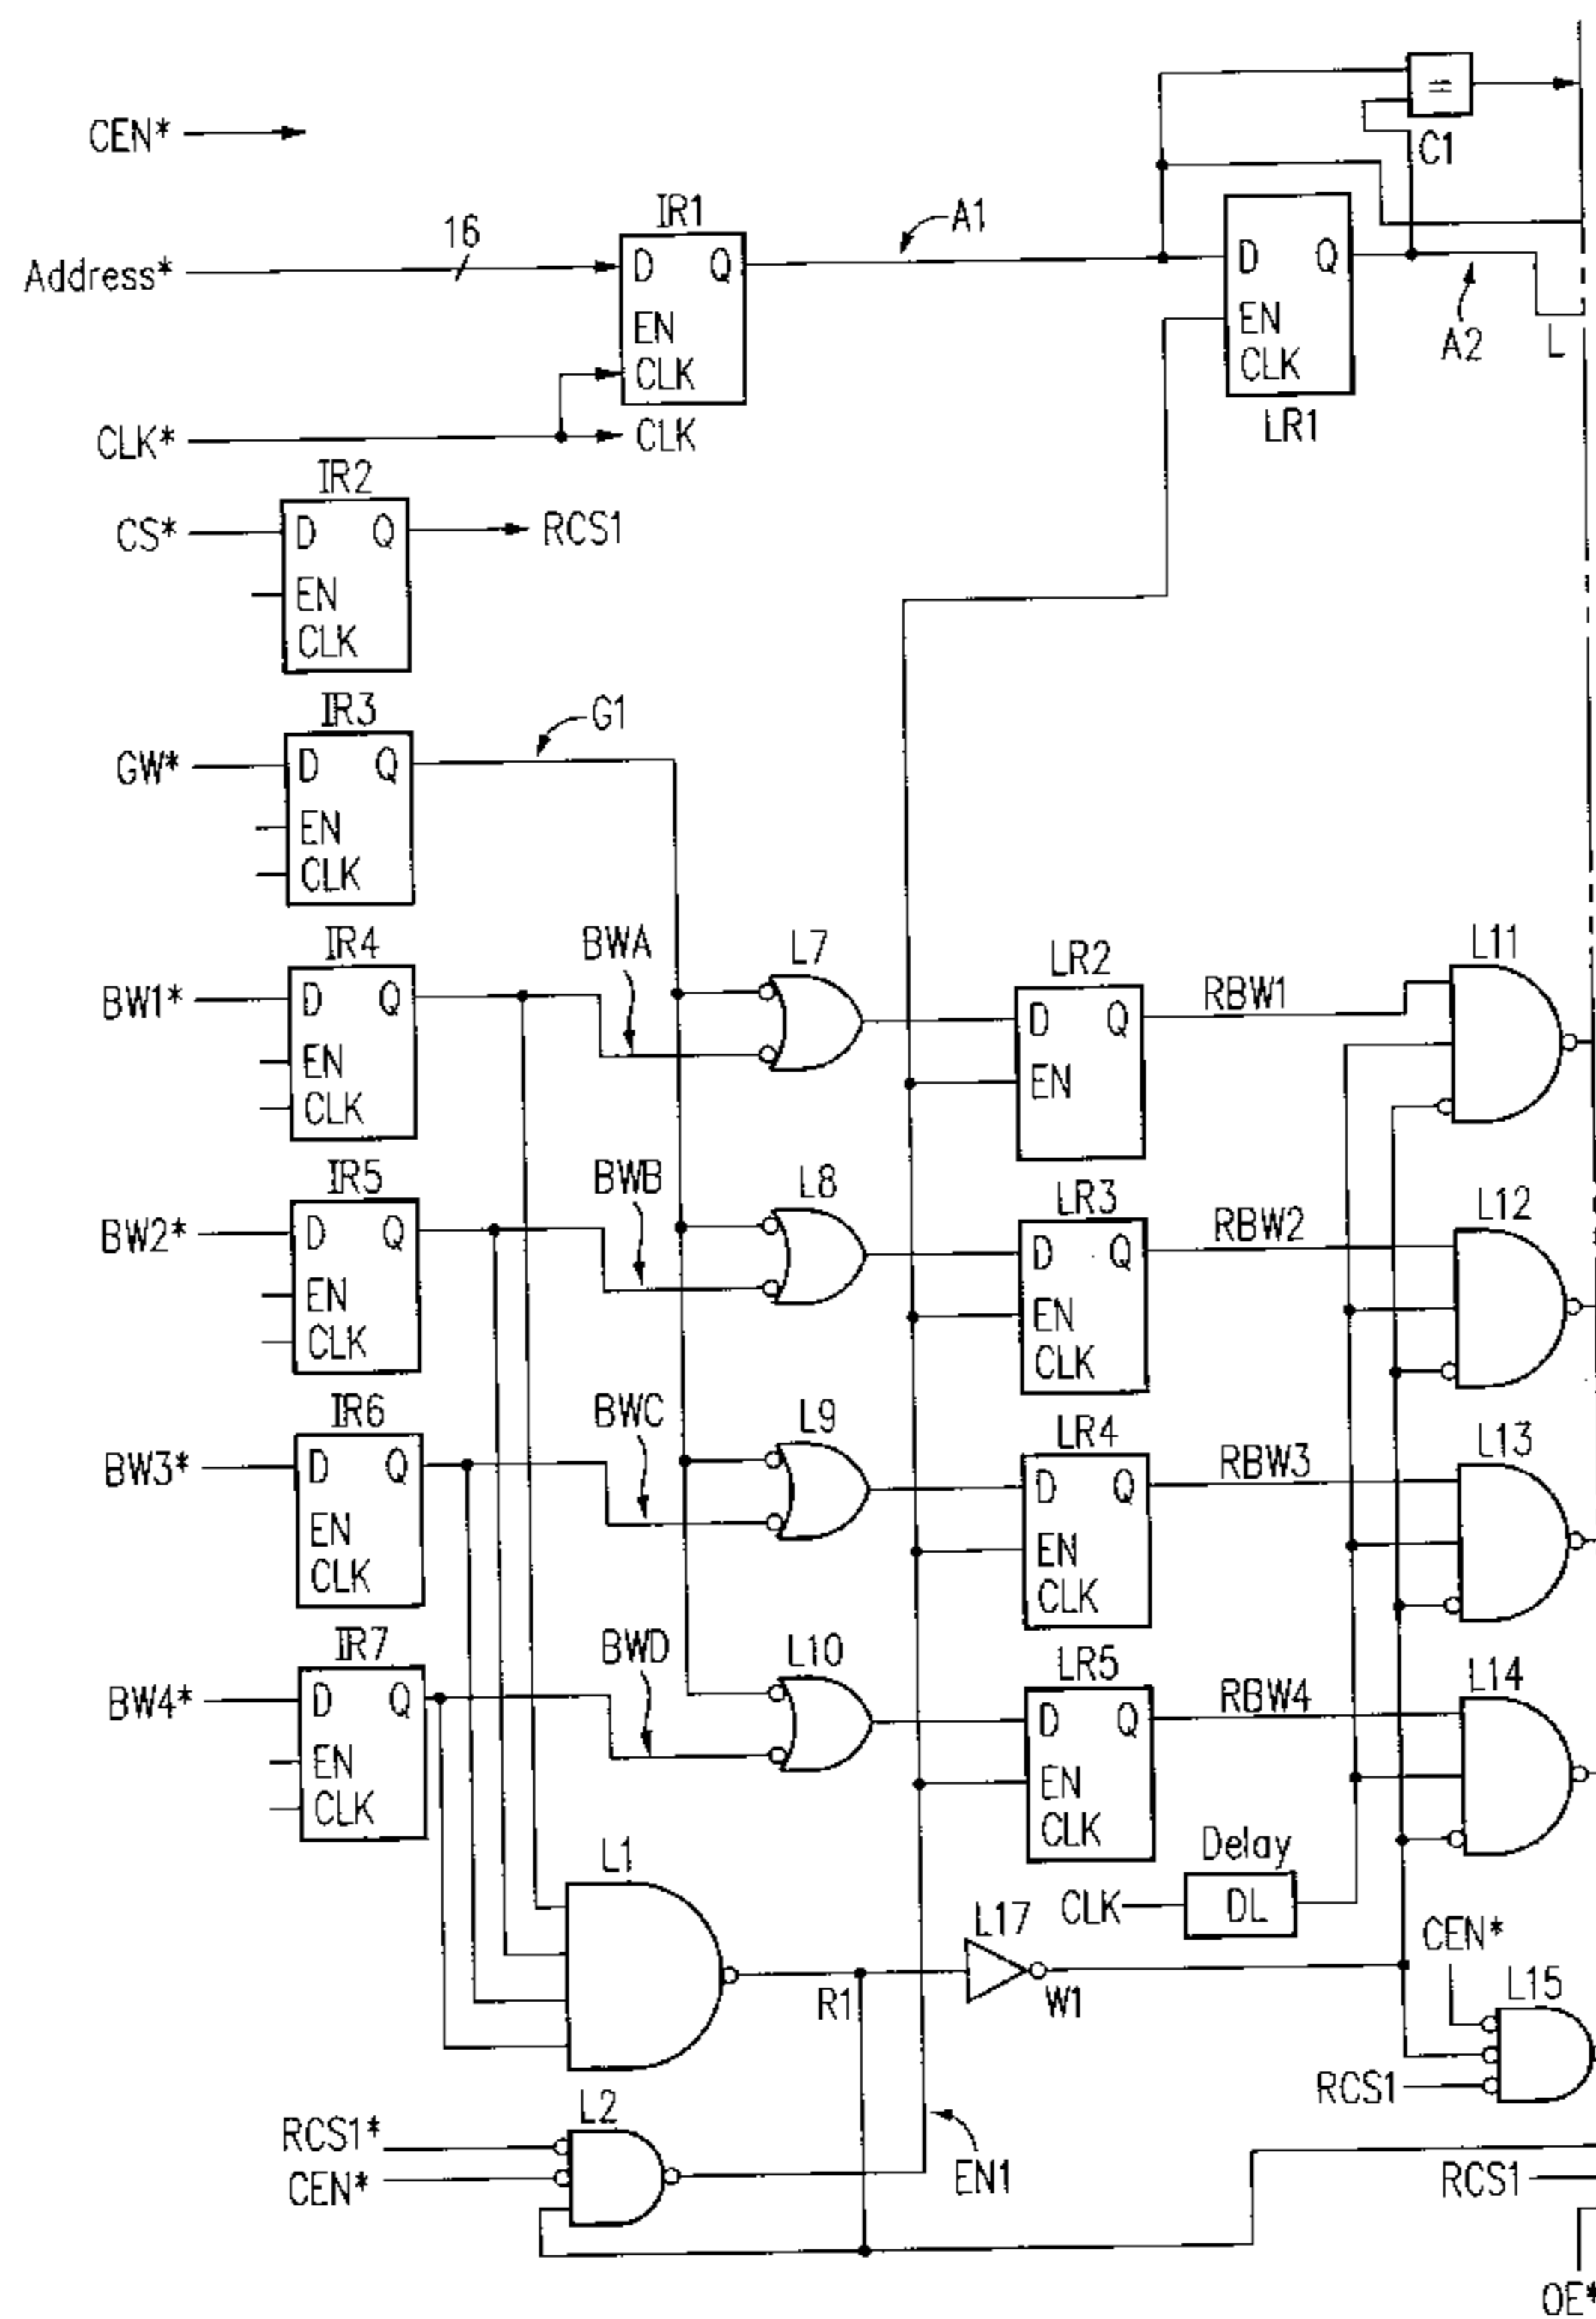 =
C1
CEN*
Address*
16
IR1
D Q
EN
CLK
A1
D Q
EN
CLK
LR1
A2
L
CLK*
CLK
IR2
CS*
D Q
EN
CLK
RCS1
IR3
GW*
D Q
EN
CLK
G1
IR4
BW1*
D Q
EN
CLK
BWA
L7
LR2
D Q
EN
RBW1
L11
IR5
BW2*
D Q
EN
CLK
BWB
L8
LR3
D Q
EN
CLK
RBW2
L12
IR6
BW3*
D Q
EN
CLK
BWC
L9
LR4
D Q
EN
CLK
RBW3
L13
IR7
BW4*
D Q
EN
CLK
BWD
L10
LR5
D Q
EN
CLK
RBW4
L14
L1
Delay
CLK
DL
L17
R1
W1
CEN*
L15
RCS1
L2
RCS1*
CEN*
EN1
RCS1
OE*